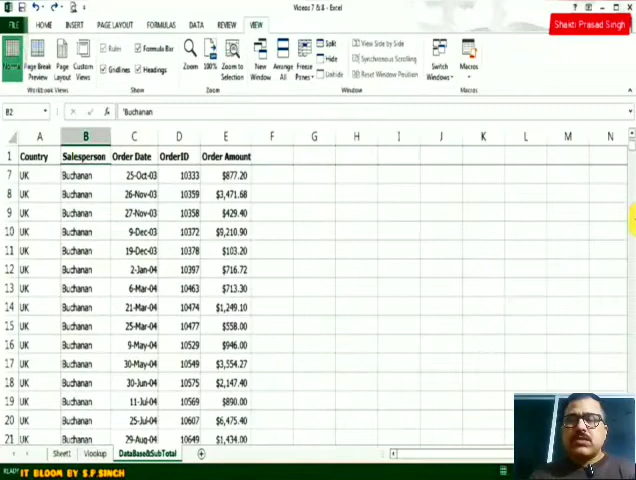 Videos 7 & 8 - Excel
Shakti Prasad Singh
FILE HOME INSERT PAGE LAYOUT FORMULAS DATA REVIEW VIEW
Normal Page Break Preview Page Layout Custom Views
Ruler Formula Bar
Gridlines Headings
Zoom 100% Zoom to Selection
New Window Arrange All Freeze Panes
Split
Hide
Unhide
View Side by Side
Synchronous Scrolling
Reset Window Position
Switch Windows Macros
Workbook Views Show Zoom Window Macros
B2 fx 'Buchanan
A B C D E F G H I J K L M N
1 Country Salesperson Order Date OrderID Order Amount
7 UK Buchanan 25-Oct-03 10333 $877.20
8 UK Buchanan 26-Nov-03 10359 $3,471.68
9 UK Buchanan 27-Nov-03 10358 $429.40
10 UK Buchanan 9-Dec-03 10372 $9,210.90
11 UK Buchanan 19-Dec-03 10378 $103.20
12 UK Buchanan 2-Jan-04 10397 $716.72
13 UK Buchanan 6-Mar-04 10463 $713.30
14 UK Buchanan 21-Mar-04 10474 $1,249.10
15 UK Buchanan 25-Mar-04 10477 $558.00
16 UK Buchanan 9-May-04 10529 $946.00
17 UK Buchanan 30-May-04 10549 $3,554.27
18 UK Buchanan 30-Jun-04 10575 $2,147.40
19 UK Buchanan 11-Jul-04 10569 $890.00
20 UK Buchanan 25-Jul-04 10607 $6,475.40
21 UK Buchanan 29-Aug-04 10649 $1,434.00
Sheet1 Vlookup DataBase&SubTotal
READY
IT BLOOM BY S.P.SINGH